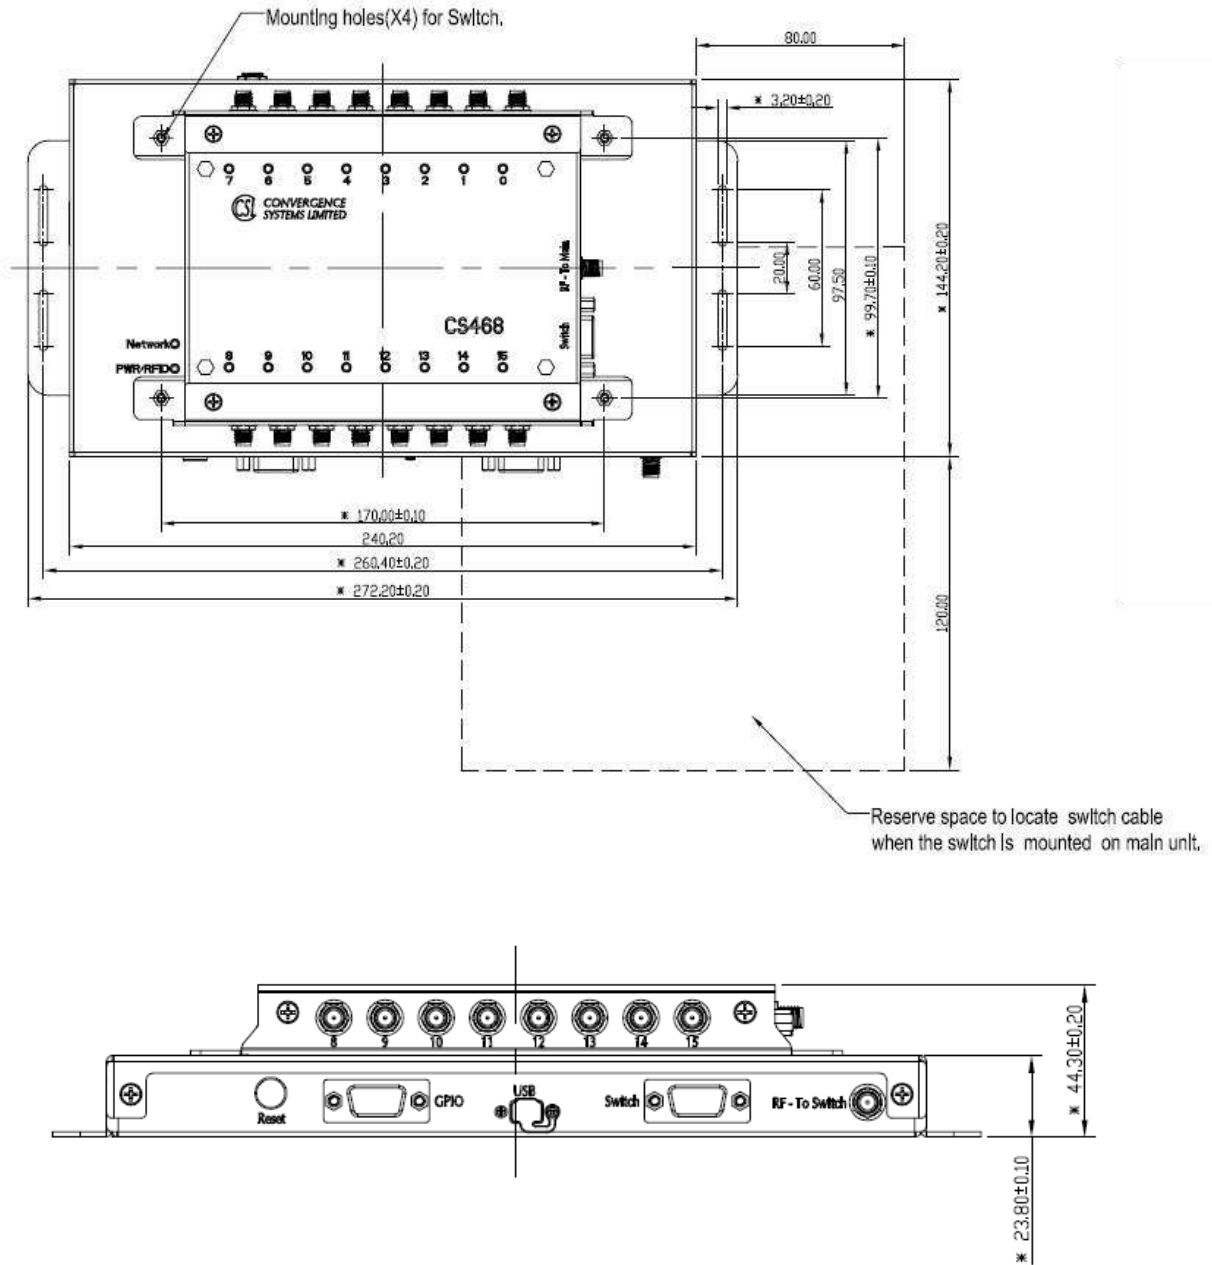 Mounting holes(X4) for Switch.
80.00
* 3.20±0.20
7 6 5 4 3 2 1 0
CSL CONVERGENCE
SYSTEMS LIMITED
RF - To Main
20.00
60.00
97.50
* 99.70±0.10
* 144.20±0.20
CS468
Switch
Network
PWR/RFID
8 9 10 11 12 13 14 15
* 170.00±0.10
240.20
* 260.40±0.20
* 272.20±0.20
120.00
Reserve space to locate switch cable
when the switch is mounted on main unit.
8 9 10 11 12 13 14 15
* 44.30±0.20
Reset
GPIO
USB
Switch
RF - To Switch
* 23.80±0.10